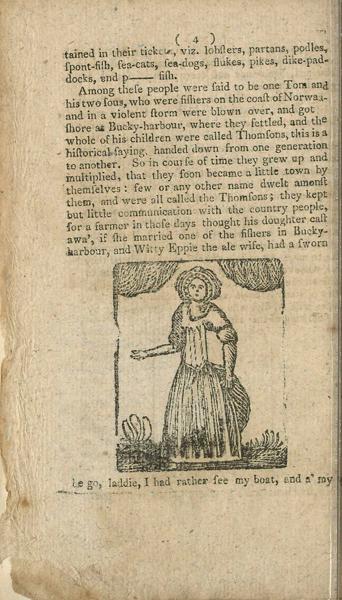 ( 4 )
tained in their tickets, viz. lobſters, partans, podles,
ſpont-fiſh, ſea-cats, ſea-dogs, flukes, pikes, dike-pad-
docks, and p—— fiſh.
Among theſe people were ſaid to be one Tom and
his two ſons, who were fiſhers on the coaſt of Norway,
and in a violent ſtorm were blown over, and got
ſhore at Bucky-harbour, where they ſettled, and the
whole of his children were called Thomſons, this is a
hiſtorical ſaying, handed down from one generation
to another. So in courſe of time they grew up and
multiplied, that they ſoon became a little town by
themſelves: few or any other name dwelt amonſt
them, and were all called the Thomſons; they kept
but little communication with the country people,
for a farmer in thoſe days thought his daughter caſt
awa', if ſhe married one of the fiſhers in Bucky-
harbour, and Witty Eppie the ale wife, had a ſworn
be go, laddie, I had rather ſee my boat, and a' my